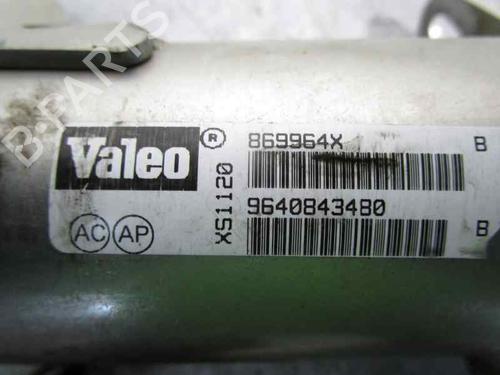 B-PARTS
Valeo ®
869964X B
XS1120
9640843480 B
AC AP